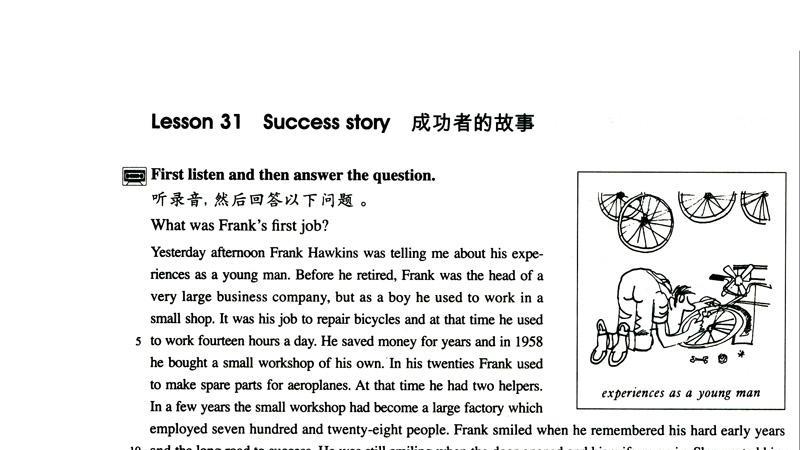 Lesson 31 Success story 成功者的故事
First listen and then answer the question.
听录音，然后回答以下问题。
What was Frank's first job?
Yesterday afternoon Frank Hawkins was telling me about his expe-
riences as a young man. Before he retired, Frank was the head of a
very large business company, but as a boy he used to work in a
small shop. It was his job to repair bicycles and at that time he used
5 to work fourteen hours a day. He saved money for years and in 1958
he bought a small workshop of his own. In his twenties Frank used
to make spare parts for aeroplanes. At that time he had two helpers.
In a few years the small workshop had become a large factory which
employed seven hundred and twenty-eight people. Frank smiled when he remembered his hard early years
experiences as a young man